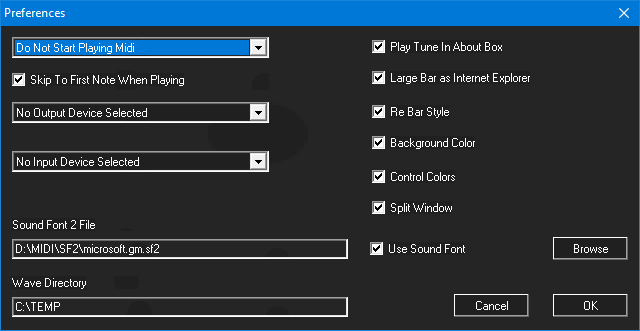 Preferences
Do Not Start Playing Midi
Play Tune In About Box
Skip To First Note When Playing
Large Bar as Internet Explorer
No Output Device Selected
Re Bar Style
Background Color
No Input Device Selected
Control Colors
Split Window
Sound Font 2 File
D:\MIDI\SF2\microsoft.gm.sf2
Use Sound Font
Browse
Wave Directory
C:\TEMP
Cancel
OK